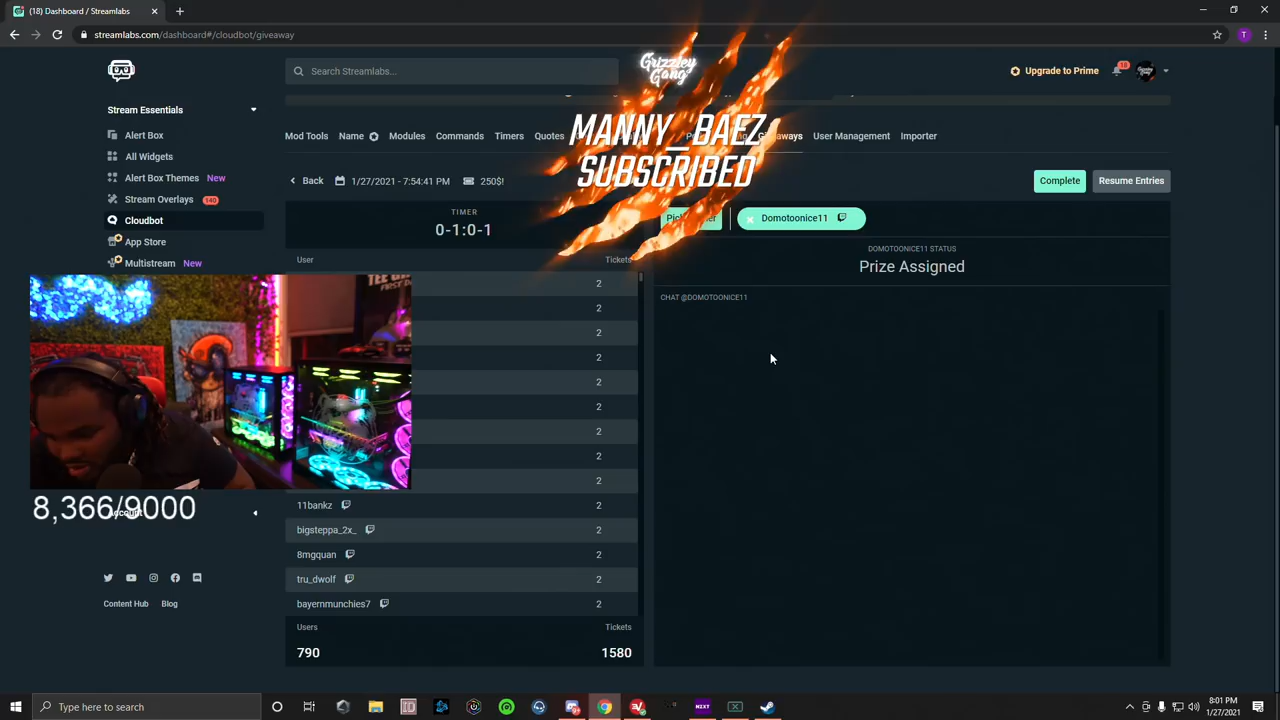 (18) Dashboard / Streamlabs
streamlabs.com/dashboard#/cloudbot/giveaway
Search Streamlabs...
Grizzley
Gang
Upgrade to Prime
18
Stream Essentials
Alert Box
All Widgets
Alert Box Themes New
Stream Overlays 140
Cloudbot
App Store
Multistream New
Mod Tools Name Modules Commands Timers Quotes Giveaways User Management Importer
MANNY_BAEZ
SUBSCRIBED
Back 1/27/2021 - 7:54:41 PM 250$!
Complete Resume Entries
TIMER
0-1:0-1
Domotoonice11
DOMOTOONICE11 STATUS
Prize Assigned
CHAT @DOMOTOONICE11
User Tickets
2
2
2
2
2
2
2
2
2
11bankz 2
bigsteppa_2x_ 2
8mgquan 2
tru_dwolf 2
bayernmunchies7 2
Users Tickets
790 1580
8,366/9000
Account
Content Hub Blog
Type here to search
N2XT
8:01 PM
1/27/2021